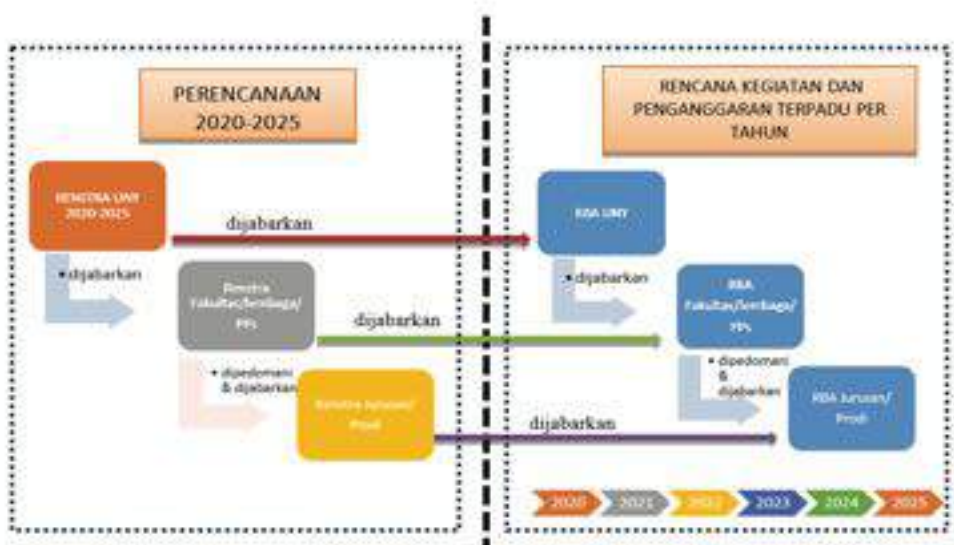 PERENCANAAN
2020-2025
RENCANA KEGIATAN DAN
PENGANGGARAN TERPADU PER
TAHUN
RENSTRA UNY
2020-2025
dijabarkan
RBA UNY
• dijabarkan
Renstra
Fakultas/lembaga/
PPs
dijabarkan
• dijabarkan
RBA
Fakultas/lembaga/
PPs
• dipedomani
& dijabarkan
Renstra Jurusan/
Prodi
dijabarkan
• dipedomani
&
dijabarkan
RBA Jurusan/
Prodi
2020
2021
2022
2023
2024
2025